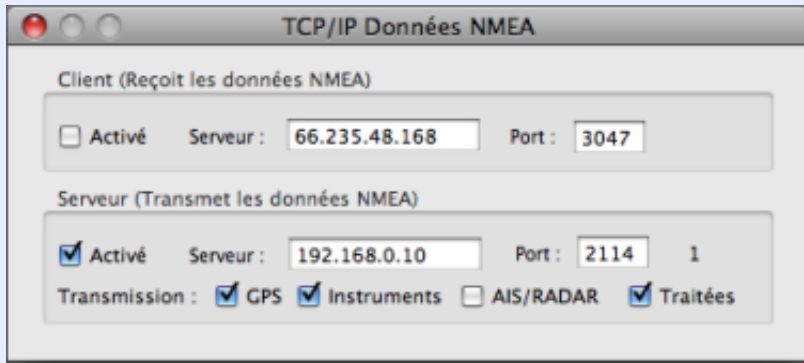 TCP/IP Données NMEA
Client (Reçoit les données NMEA)
Activé Serveur : 66.235.48.168 Port : 3047
Serveur (Transmet les données NMEA)
Activé Serveur : 192.168.0.10 Port : 2114 1
Transmission : GPS Instruments AIS/RADAR Traitées